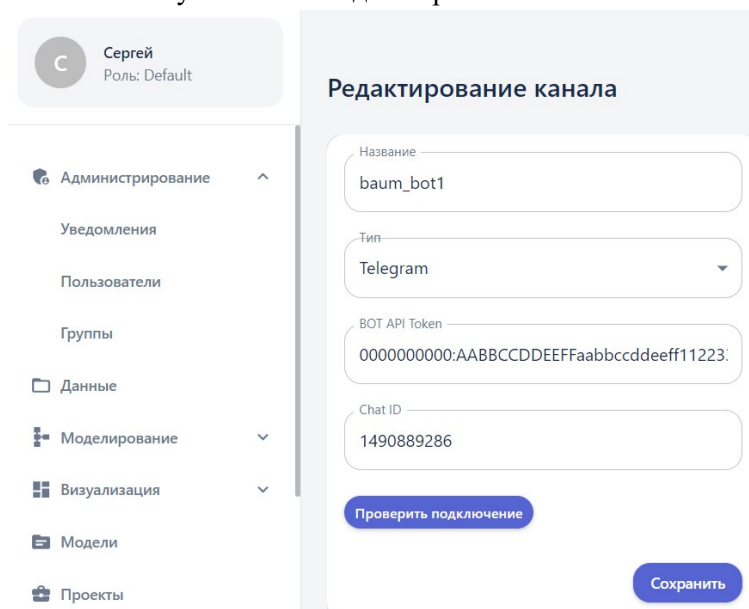 С
Сергей
Роль: Default
Администрирование
Уведомления
Пользователи
Группы
Данные
Моделирование
Визуализация
Модели
Проекты
Редактирование канала
Название
baum_bot1
Тип
Telegram
BOT API Token
0000000000:AABBCCDDEEFFaabbccddeeff11223
Chat ID
1490889286
Проверить подключение
Сохранить